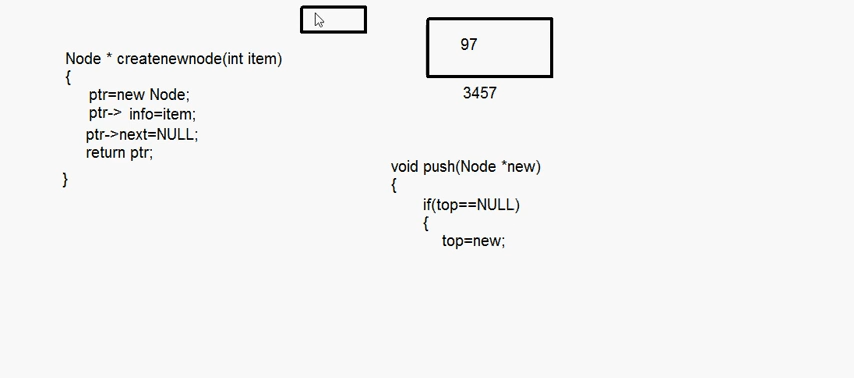 Node * createnewnode(int item)
{
ptr=new Node;
ptr-> info=item;
ptr->next=NULL;
return ptr;
}
97
3457
void push(Node *new)
{
if(top==NULL)
{
top=new;